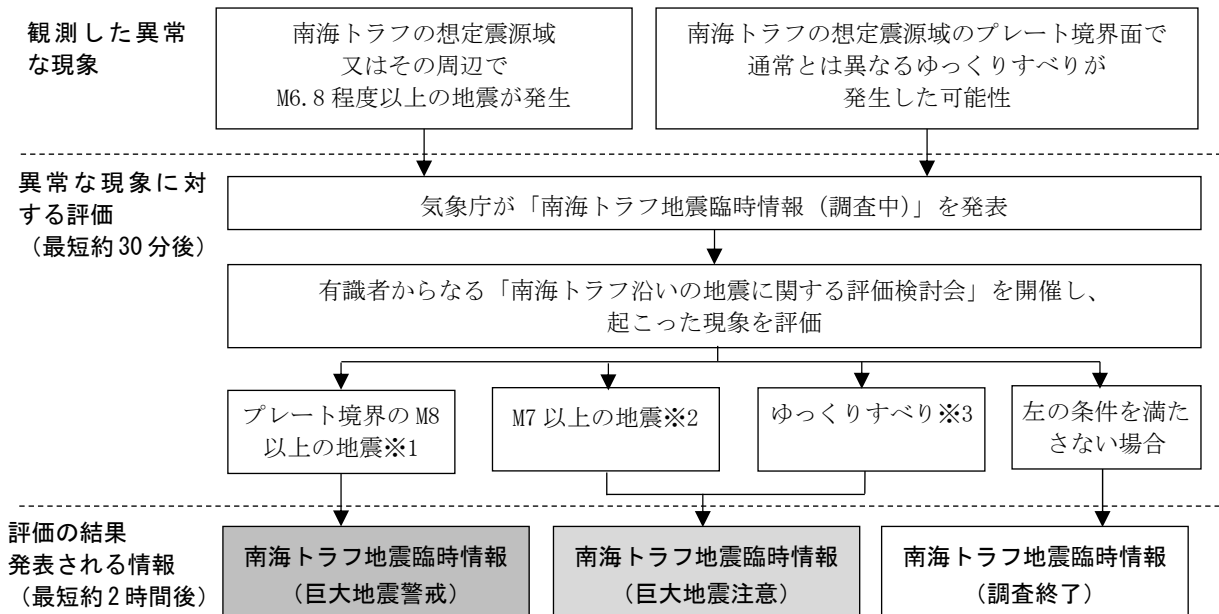 観測した異常
な現象
南海トラフの想定震源域
又はその周辺で
M6.8程度以上の地震が発生
南海トラフの想定震源域のプレート境界面で
通常とは異なるゆっくりすべりが
発生した可能性
異常な現象に対
する評価
（最短約30分後）
気象庁が「南海トラフ地震臨時情報（調査中）」を発表
有識者からなる「南海トラフ沿いの地震に関する評価検討会」を開催し、
起こった現象を評価
プレート境界のM8
以上の地震※1
M7以上の地震※2
ゆっくりすべり※3
左の条件を満た
さない場合
評価の結果
発表される情報
（最短約2時間後）
南海トラフ地震臨時情報
（巨大地震警戒）
南海トラフ地震臨時情報
（巨大地震注意）
南海トラフ地震臨時情報
（調査終了）